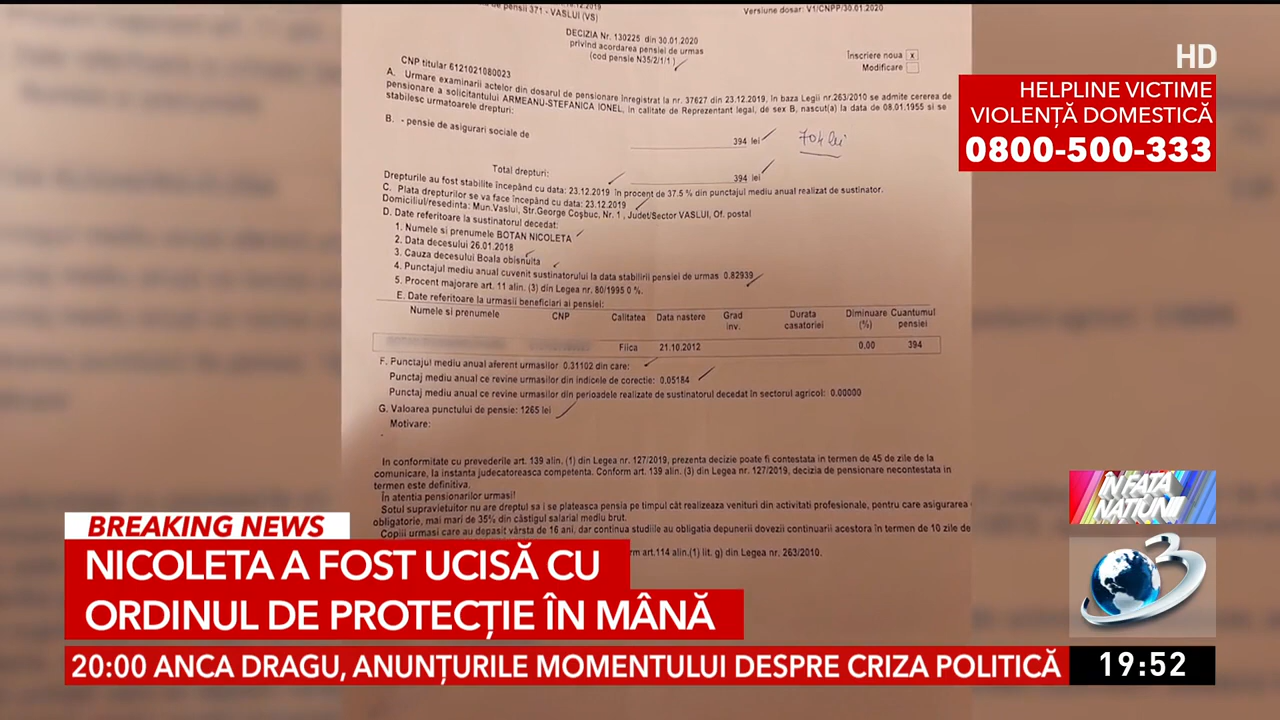 de pensii 371 - VASLUI (VS)
Versiune dosar: V1/CNPP/30.01.2020
DECIZIA Nr. 130225 din 30.01.2020
privind acordarea pensiei de urmas
(cod pensie N35/2/1/1 )
Înscriere noua x
Modificare
CNP titular 6121021080023
A. Urmare examinării actelor din dosarul de pensionare înregistrat la nr. 37627 din 23.12.2019, în baza Legii nr.263/2010 se admite cererea de
pensionare a solicitantului ARMEANU-STEFANICA IONEL, în calitate de Reprezentant legal, de sex B, nascut(a) la data de 08.01.1955 si se
stabilesc urmatoarele drepturi:
B. - pensie de asigurari sociale de
394 lei
704 lei
Total drepturi:
394 lei
Drepturile au fost stabilite începând cu data: 23.12.2019 în procent de 37.5 % din punctajul mediu anual realizat de sustinator.
C. Plata drepturilor se va face începând cu data: 23.12.2019
Domiciliul/resedinta: Mun.Vaslui, Str.George Coşbuc, Nr. 1 , Judet/Sector VASLUI, Of. postal
D. Date referitoare la sustinatorul decedat:
1. Numele si prenumele BOTAN NICOLETA
2. Data decesului 26.01.2018
3. Cauza decesului Boala obisnuita
4. Punctajul mediu anual cuvenit sustinatorului la data stabilirii pensiei de urmas 0.82939
5. Procent majorare art. 11 alin. (3) din Legea nr. 80/1995 0 %.
E. Date referitoare la urmasii beneficiari ai pensiei:
Numele si prenumele CNP Calitatea Data nastere Grad inv. Durata casatoriei Diminuare (%) Cuantumul pensiei
Fiica 21.10.2012 0.00 394
F. Punctajul mediu anual aferent urmasilor 0.31102 din care:
Punctaj mediu anual ce revine urmasilor din indicele de corectie: 0.05184
Punctaj mediu anual ce revine urmasilor din perioadele realizate de sustinatorul decedat în sectorul agricol: 0.00000
G. Valoarea punctului de pensie: 1265 lei
Motivare:
-
In conformitate cu prevederile art. 139 alin. (1) din Legea nr. 127/2019, prezenta decizie poate fi contestata in termen de 45 de zile de la
comunicare, la instanta judecatoreasca competenta. Conform art. 139 alin. (3) din Legea nr. 127/2019, decizia de pensionare necontestata in
termen este definitiva.
În atentia pensionarilor urmasi!
Sotul supravietuitor nu are dreptul sa i se plateasca pensia pe timpul cât realizeaza venituri din activitati profesionale, pentru care asigurarea
obligatorie, mai mari de 35% din câstigul salarial mediu brut.
Copiii urmasi care au depasit vârsta de 16 ani, dar continua studiile au obligatia depunerii dovezii continuarii acestora în termen de 10 zile de
art.114 alin.(1) lit. g) din Legea nr. 263/2010.
HD
HELPLINE VICTIME
VIOLENȚĂ DOMESTICĂ
0800-500-333
ÎN FAȚA
NAȚIUNII
3
BREAKING NEWS
NICOLETA A FOST UCISĂ CU
ORDINUL DE PROTECȚIE ÎN MÂNĂ
20:00 ANCA DRAGU, ANUNȚURILE MOMENTULUI DESPRE CRIZA POLITICĂ
19:52